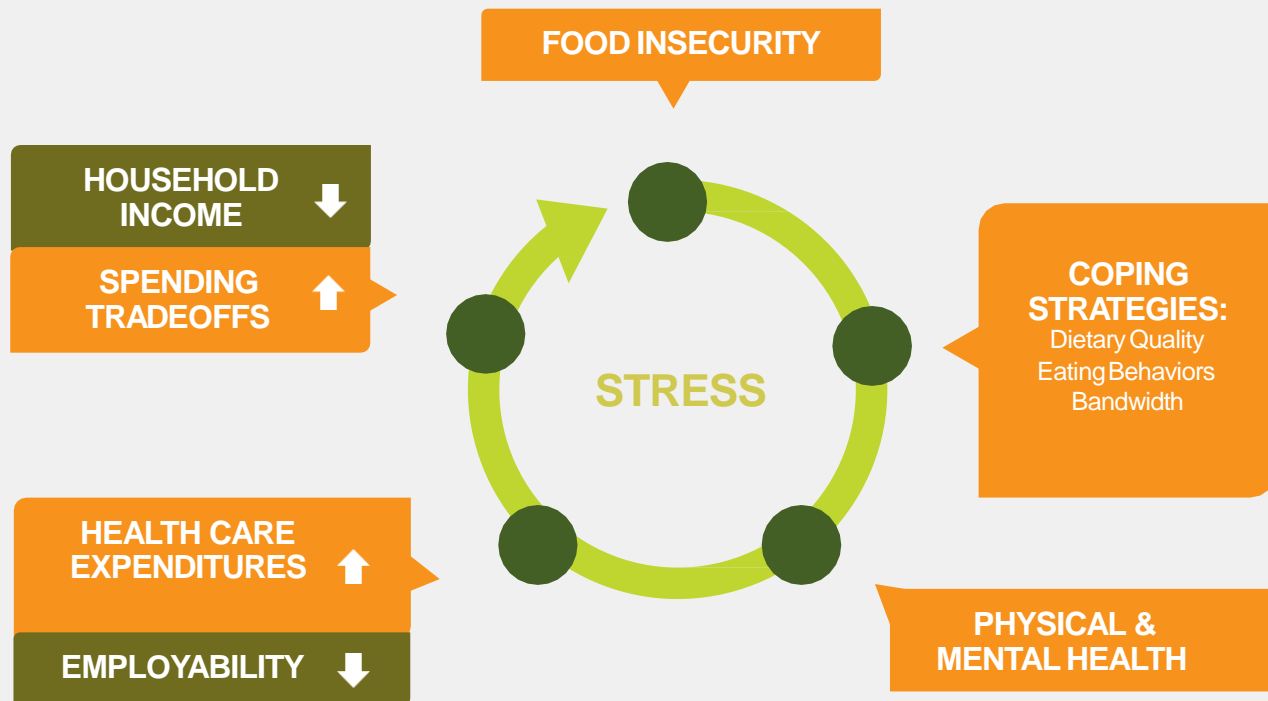 FOOD INSECURITY
HOUSEHOLD
INCOME
SPENDING
TRADEOFFS
STRESS
COPING
STRATEGIES:
Dietary Quality
Eating Behaviors
Bandwidth
HEALTH CARE
EXPENDITURES
EMPLOYABILITY
PHYSICAL &
MENTAL HEALTH